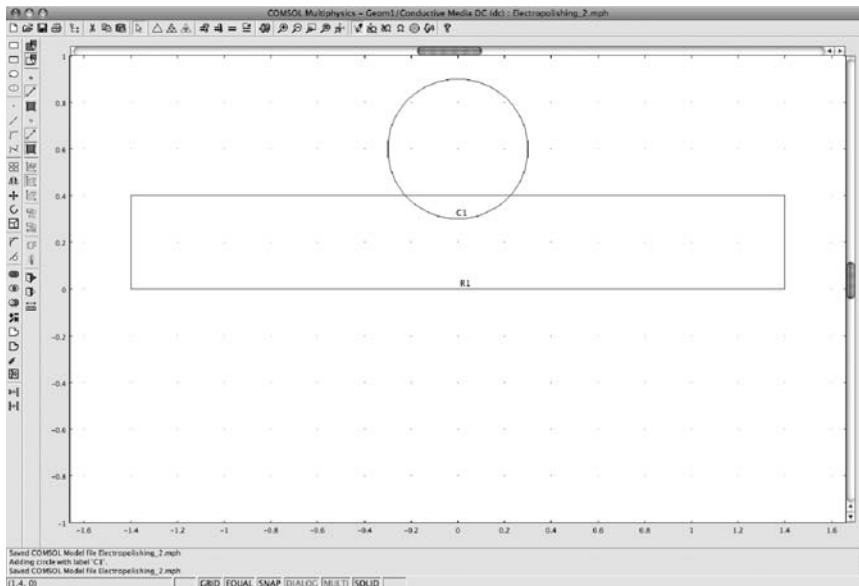 COMSOL Multiphysics - Geom1/Conductive Media DC (dc) : Electropolishing_2.mph
1
0.8
0.6
0.4
C1
0.2
R1
0
-0.2
-0.4
-0.6
-0.8
-1
-1.6 -1.4 -1.2 -1 -0.8 -0.6 -0.4 -0.2 0 0.2 0.4 0.6 0.8 1 1.2 1.4 1.6
Saved COMSOL Model file Electropolishing_2.mph
Adding circle with label 'C1'.
Saved COMSOL Model file Electropolishing_2.mph
(1.4, 0) GRID EQUAL SNAP DIALOG MULTI SOLID